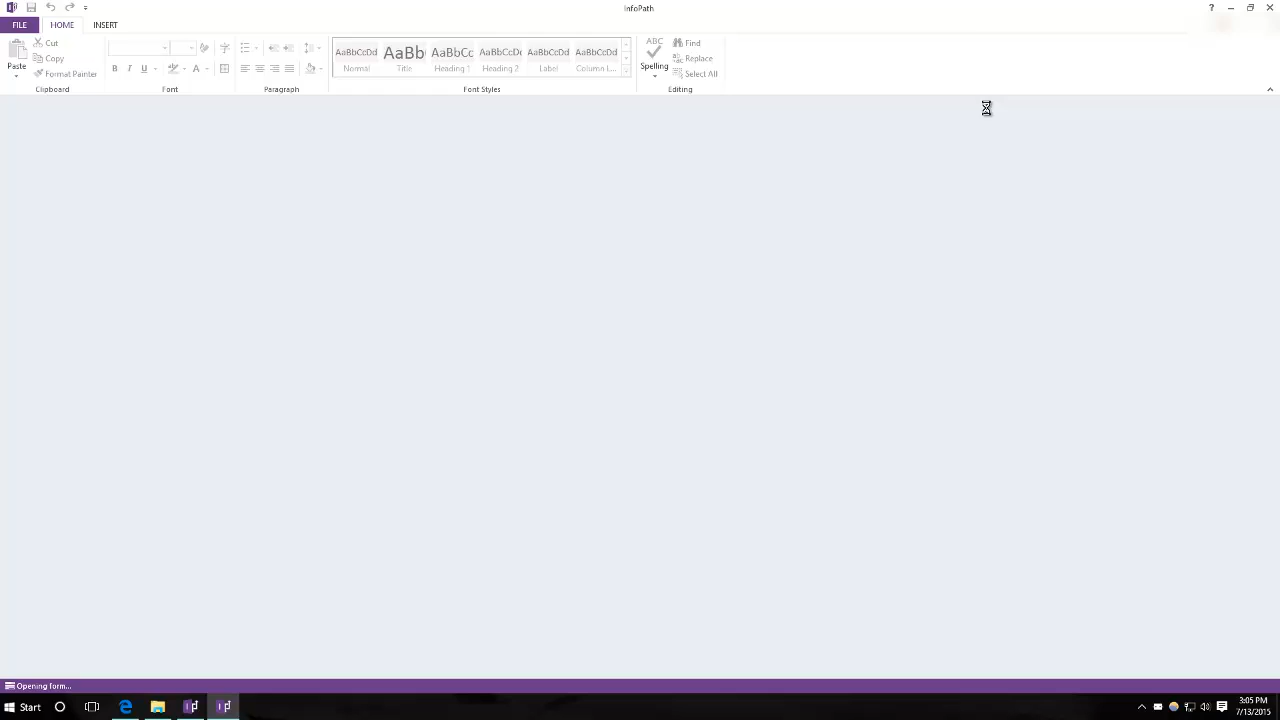 InfoPath
FILE HOME INSERT
Cut
Copy
Format Painter
Paste
Clipboard
B I U A
Font
Paragraph
AaBbCcDd AaBb AaBbCc AaBbCcDc AaBbCcDd AaBbCcDd
Normal Title Heading 1 Heading 2 Label Column L...
Font Styles
ABC
Spelling
Find
Replace
Select All
Editing
Opening form...
Start
3:05 PM
7/13/2015